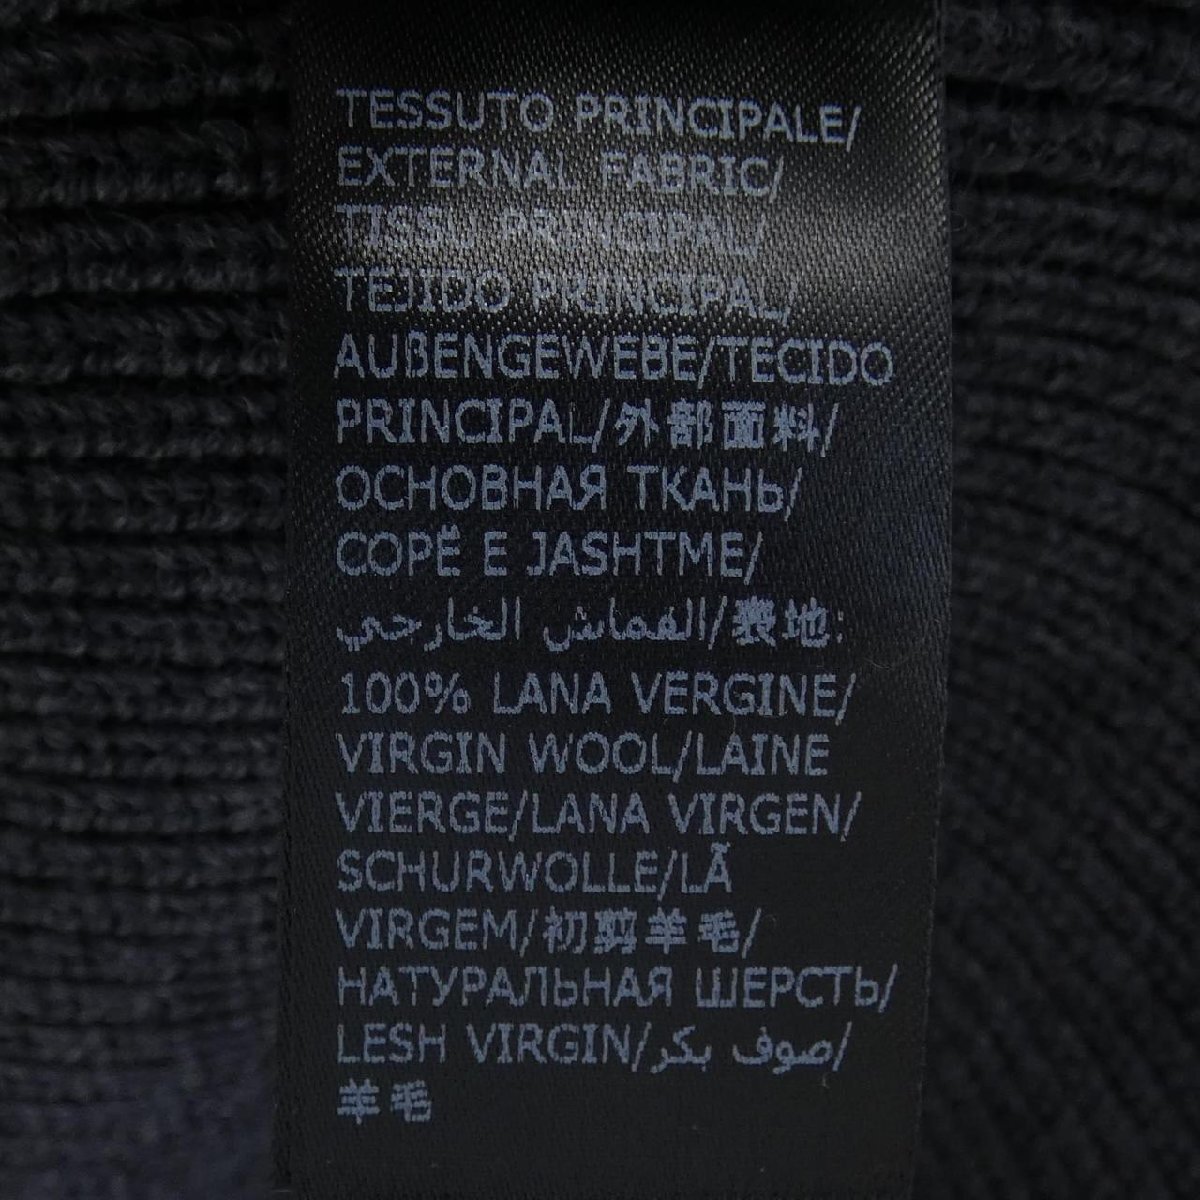 TESSUTO PRINCIPALE/
EXTERNAL FABRIC/
TISSU PRINCIPAL/
TEJIDO PRINCIPAL/
AUßENGEWEBE/TECIDO
PRINCIPAL/外部面料/
ОСНОВНАЯ ТКАНЬ/
COPË E JASHTME/
القماش الخارجي/表地:
100% LANA VERGINE/
VIRGIN WOOL/LAINE
VIERGE/LANA VIRGEN/
SCHURWOLLE/LÃ
VIRGEM/初剪羊毛/
НАТУРАЛЬНАЯ ШЕРСТЬ/
LESH VIRGIN/صوف بكر/
羊毛